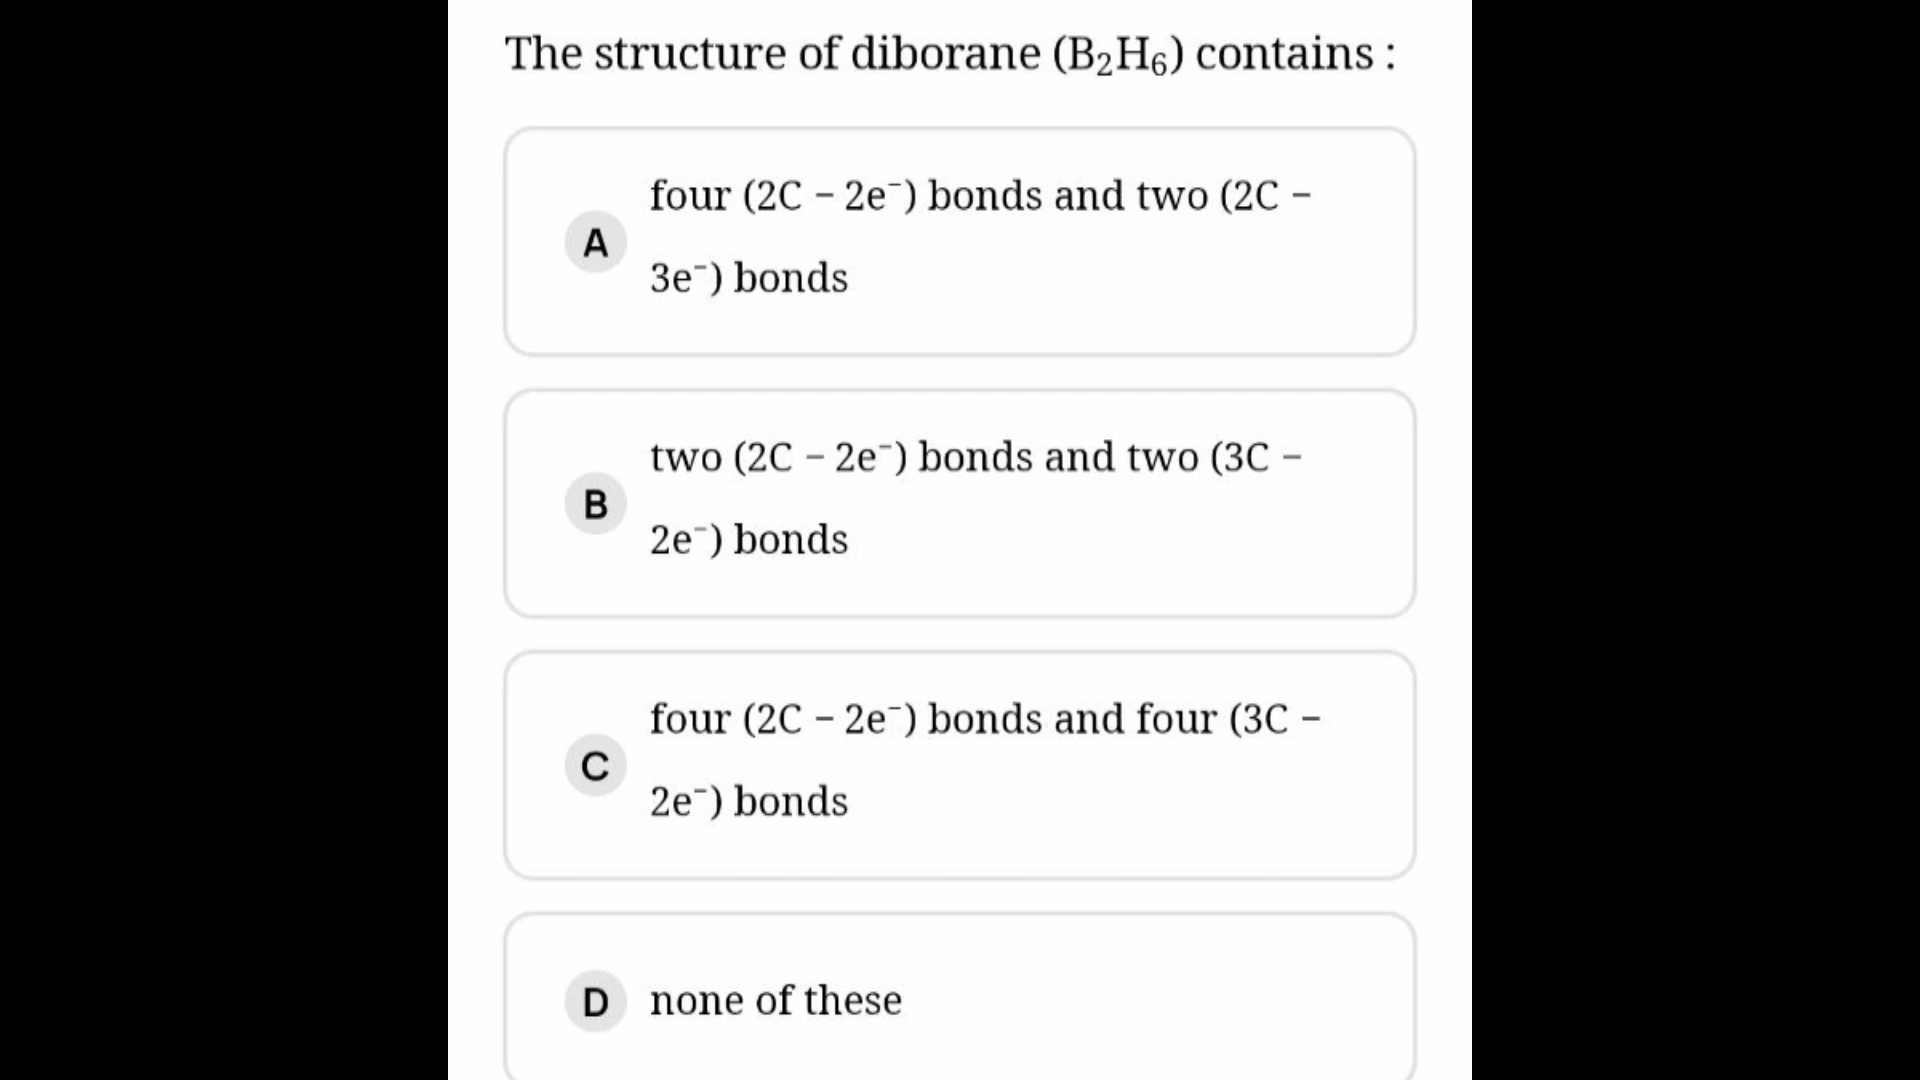 The structure of diborane (B₂H₆) contains :
A
four (2C − 2e⁻) bonds and two (2C −
3e⁻) bonds
B
two (2C − 2e⁻) bonds and two (3C −
2e⁻) bonds
C
four (2C − 2e⁻) bonds and four (3C −
2e⁻) bonds
D none of these